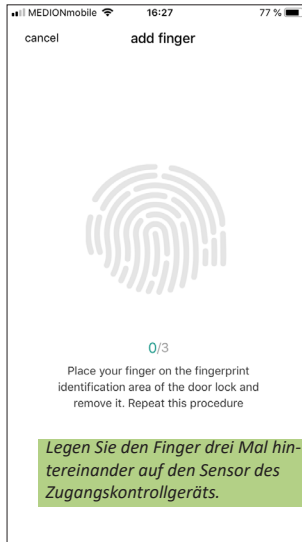 MEDIONmobile 16:27 77 %
cancel add finger
0/3
Place your finger on the fingerprint
identification area of the door lock and
remove it. Repeat this procedure
Legen Sie den Finger drei Mal hin-
tereinander auf den Sensor des
Zugangskontrollgeräts.